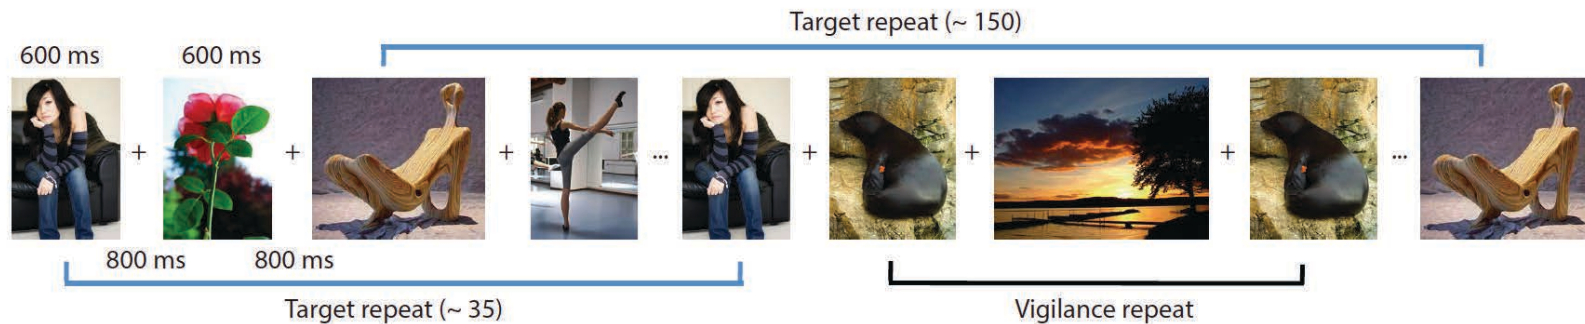 Target repeat (~ 150)
600 ms
600 ms
+
+
+
...
+
+
+
...
800 ms
800 ms
Target repeat (~ 35)
Vigilance repeat